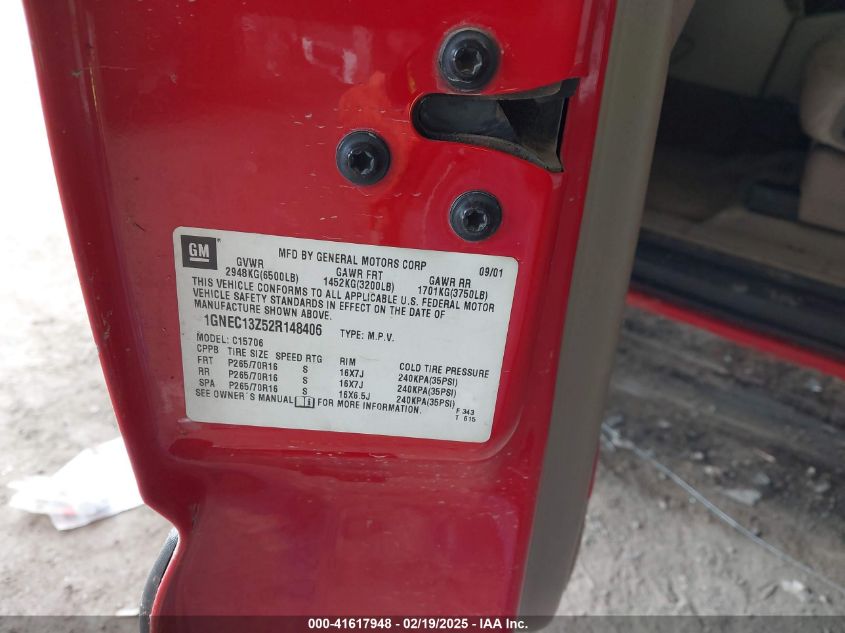 GM
MFD BY GENERAL MOTORS CORP 09/01
GVWR GAWR FRT GAWR RR
2948KG(6500LB) 1452KG(3200LB) 1701KG(3750LB)
THIS VEHICLE CONFORMS TO ALL APPLICABLE U.S. FEDERAL MOTOR
VEHICLE SAFETY STANDARDS IN EFFECT ON THE DATE OF
MANUFACTURE SHOWN ABOVE.
1GNEC13Z52R148406 TYPE: M.P.V.
MODEL: C15706
CPPB TIRE SIZE SPEED RTG RIM COLD TIRE PRESSURE
FRT P265/70R16 S 16X7J 240KPA(35PSI)
RR P265/70R16 S 16X7J 240KPA(35PSI)
SPA P265/70R16 S 16X6.5J 240KPA(35PSI)
SEE OWNER'S MANUAL FOR MORE INFORMATION.
F 343
T 615
000-41617948 - 02/19/2025 - IAA Inc.